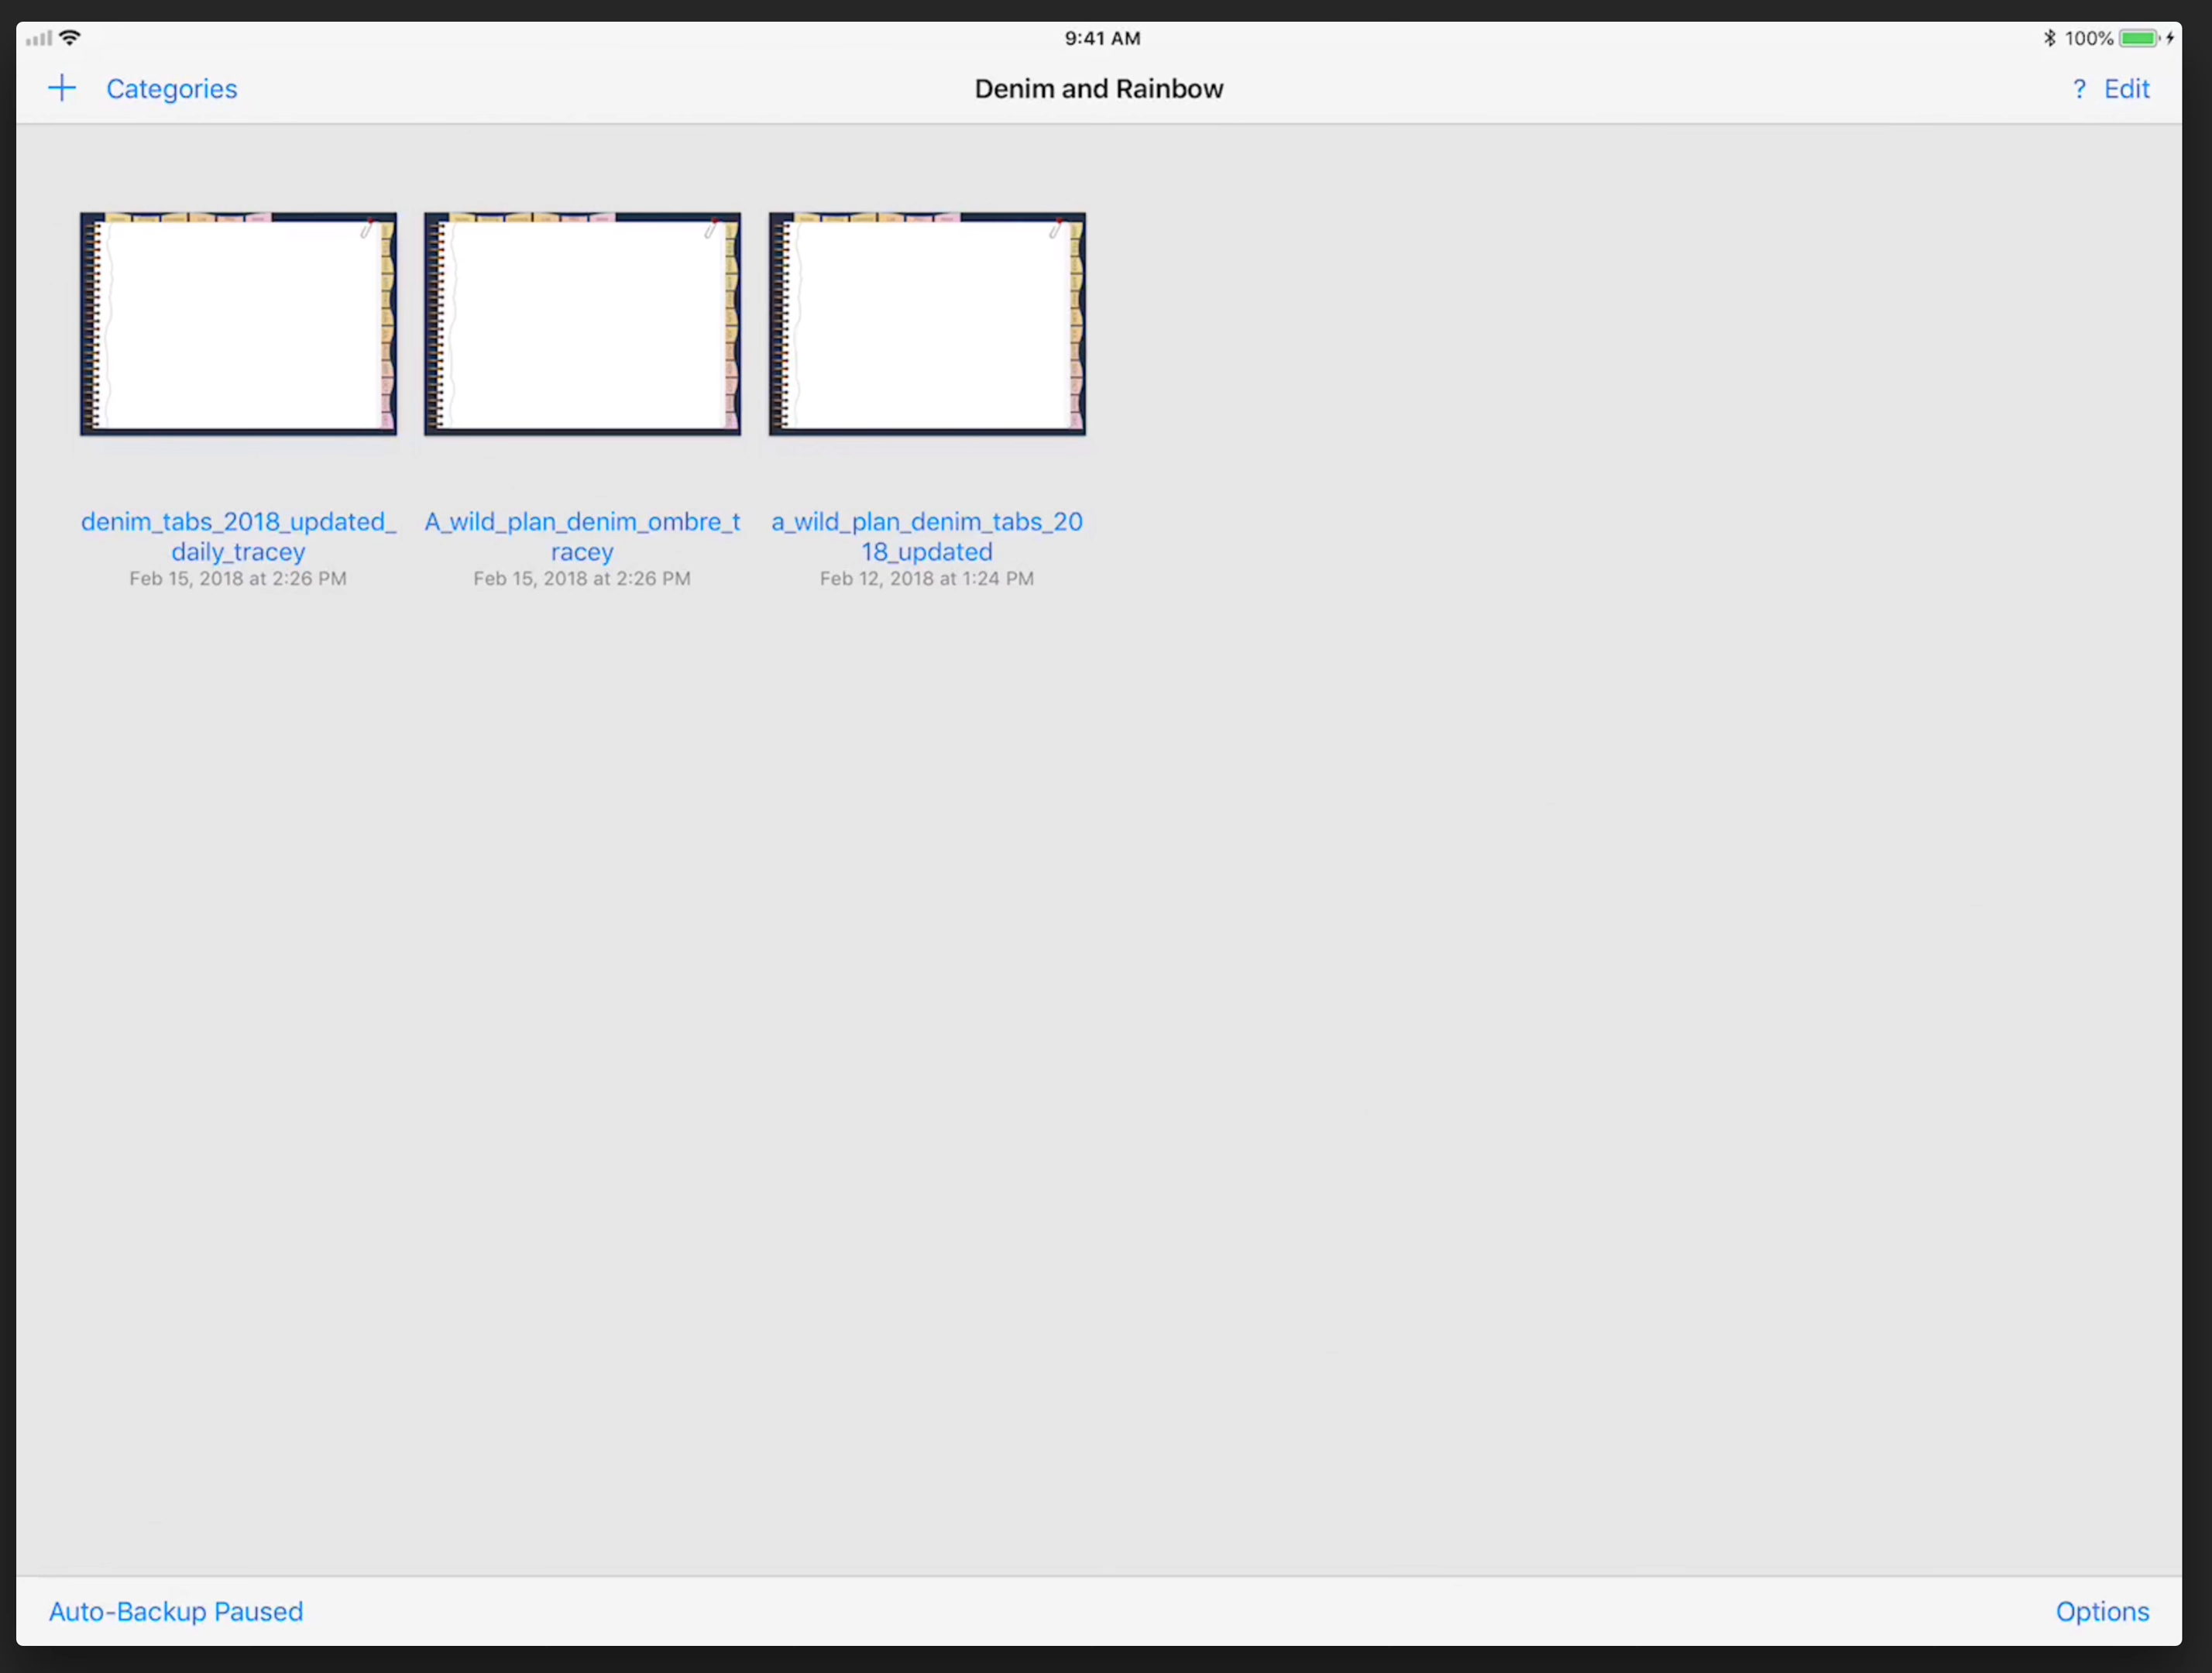 9:41 AM
100%
Categories
Denim and Rainbow
? Edit
denim_tabs_2018_updated_
daily_tracey
Feb 15, 2018 at 2:26 PM
A_wild_plan_denim_ombre_t
racey
Feb 15, 2018 at 2:26 PM
a_wild_plan_denim_tabs_20
18_updated
Feb 12, 2018 at 1:24 PM
Auto-Backup Paused
Options